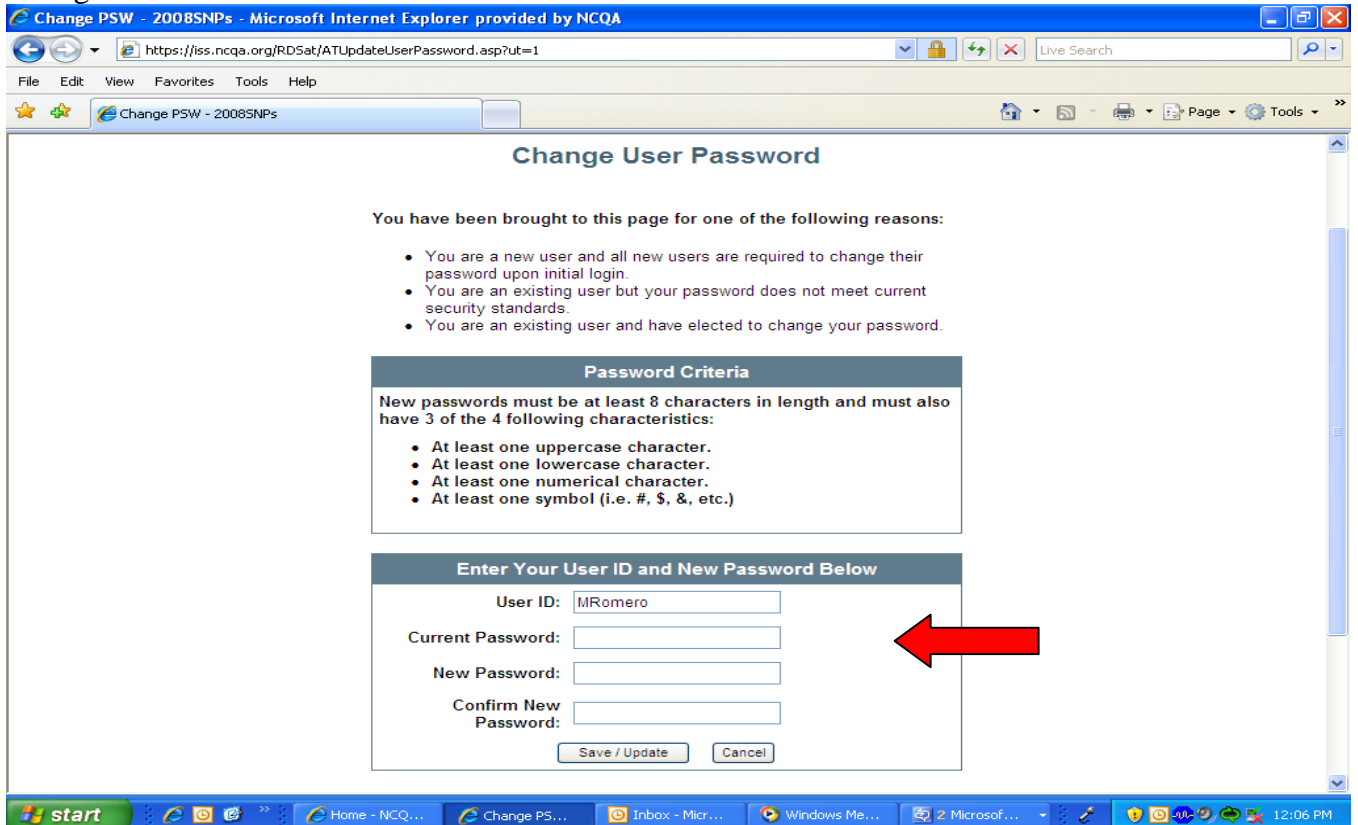 Change PSW - 2008SNPs - Microsoft Internet Explorer provided by NCQA
https://iss.ncqa.org/RDSat/ATUpdateUserPassword.asp?ut=1
Live Search
File Edit View Favorites Tools Help
Change PSW - 2008SNPs
Page
Tools
Change User Password
You have been brought to this page for one of the following reasons:
• You are a new user and all new users are required to change their
password upon initial login.
• You are an existing user but your password does not meet current
security standards.
• You are an existing user and have elected to change your password.
Password Criteria
New passwords must be at least 8 characters in length and must also
have 3 of the 4 following characteristics:
• At least one uppercase character.
• At least one lowercase character.
• At least one numerical character.
• At least one symbol (i.e. #, $, &, etc.)
Enter Your User ID and New Password Below
User ID: MRomero
Current Password:
New Password:
Confirm New
Password:
Save / Update Cancel
start Home - NCQ... Change PS... Inbox - Micr... Windows Me... 2 Microsof... 12:06 PM